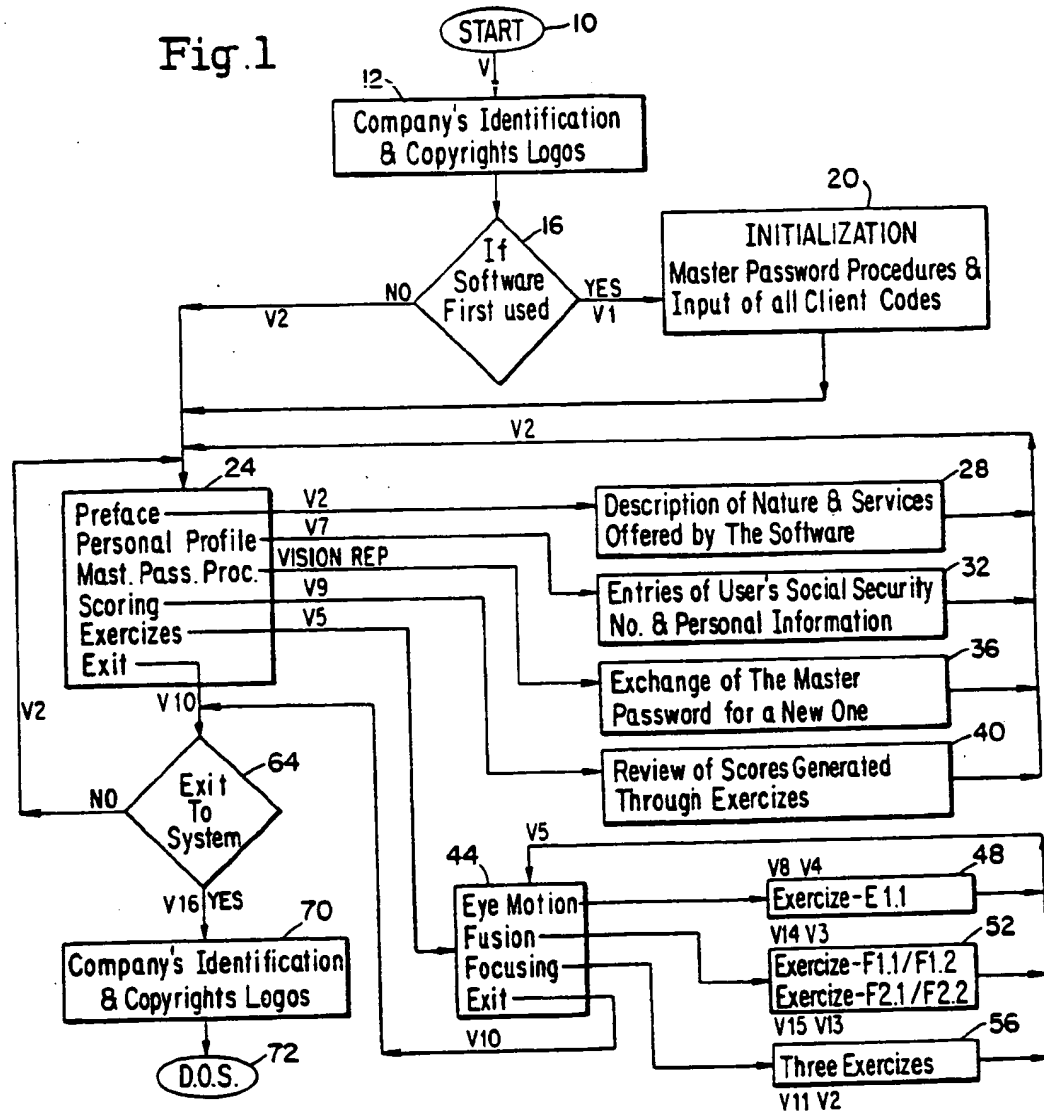 Fig.1
START
10
V
12
Company's Identification
& Copyrights Logos
16
If
Software
First used
NO
V2
YES
V1
20
INITIALIZATION
Master Password Procedures &
Input of all Client Codes
V2
24
Preface
Personal Profile
Mast. Pass. Proc.
Scoring
Exercizes
Exit
V2
V7
VISION REP
V9
V5
28
Description of Nature & Services
Offered by The Software
32
Entries of User's Social Security
No. & Personal Information
36
Exchange of The Master
Password for a New One
40
Review of Scores Generated
Through Exercizes
V2
V10
64
Exit
To
System
NO
V16 YES
70
Company's Identification
& Copyrights Logos
D.O.S.
72
V5
44
Eye Motion
Fusion
Focusing
Exit
V10
V8 V4
48
Exercize-E1.1
V14 V3
52
Exercize-F1.1/F1.2
Exercize-F2.1/F2.2
V15 V13
56
Three Exercizes
V11 V2